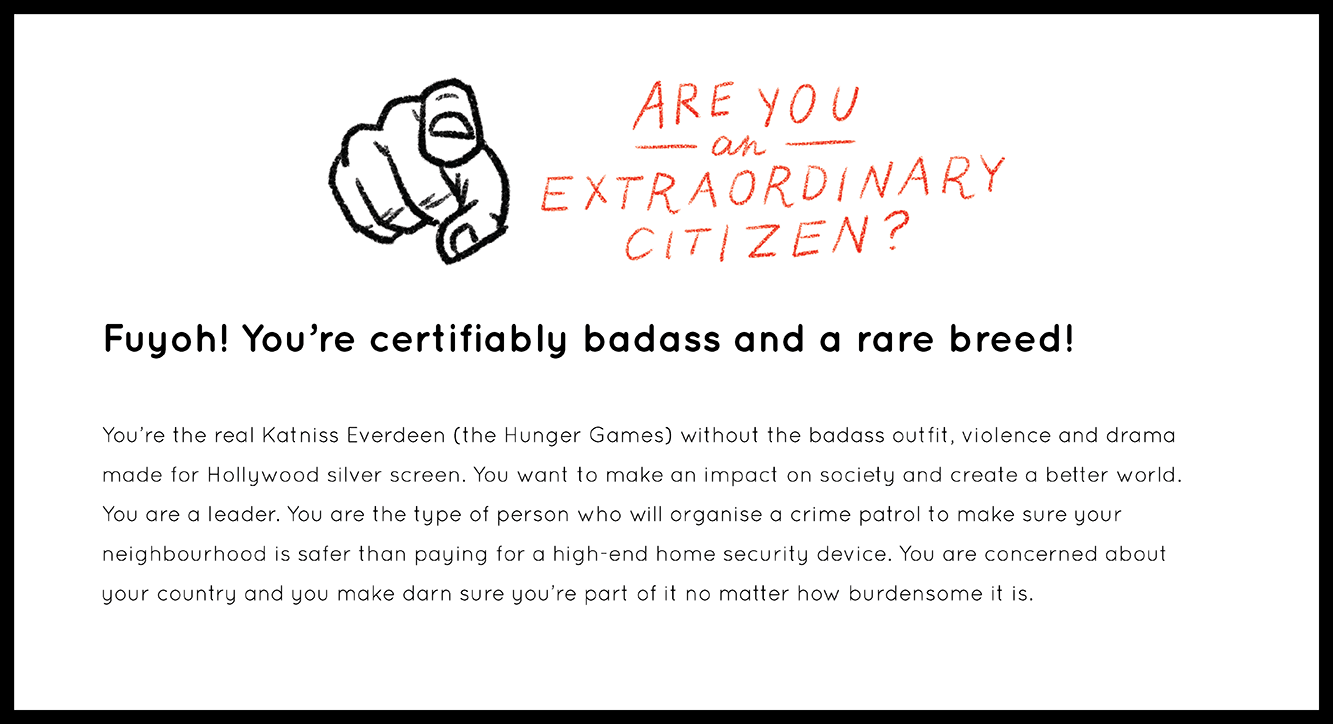 ARE YOU
an
EXTRAORDINARY
CITIZEN?
Fuyoh! You're certifiably badass and a rare breed!
You're the real Katniss Everdeen (the Hunger Games) without the badass outfit, violence and drama
made for Hollywood silver screen. You want to make an impact on society and create a better world.
You are a leader. You are the type of person who will organise a crime patrol to make sure your
neighbourhood is safer than paying for a high-end home security device. You are concerned about
your country and you make darn sure you're part of it no matter how burdensome it is.